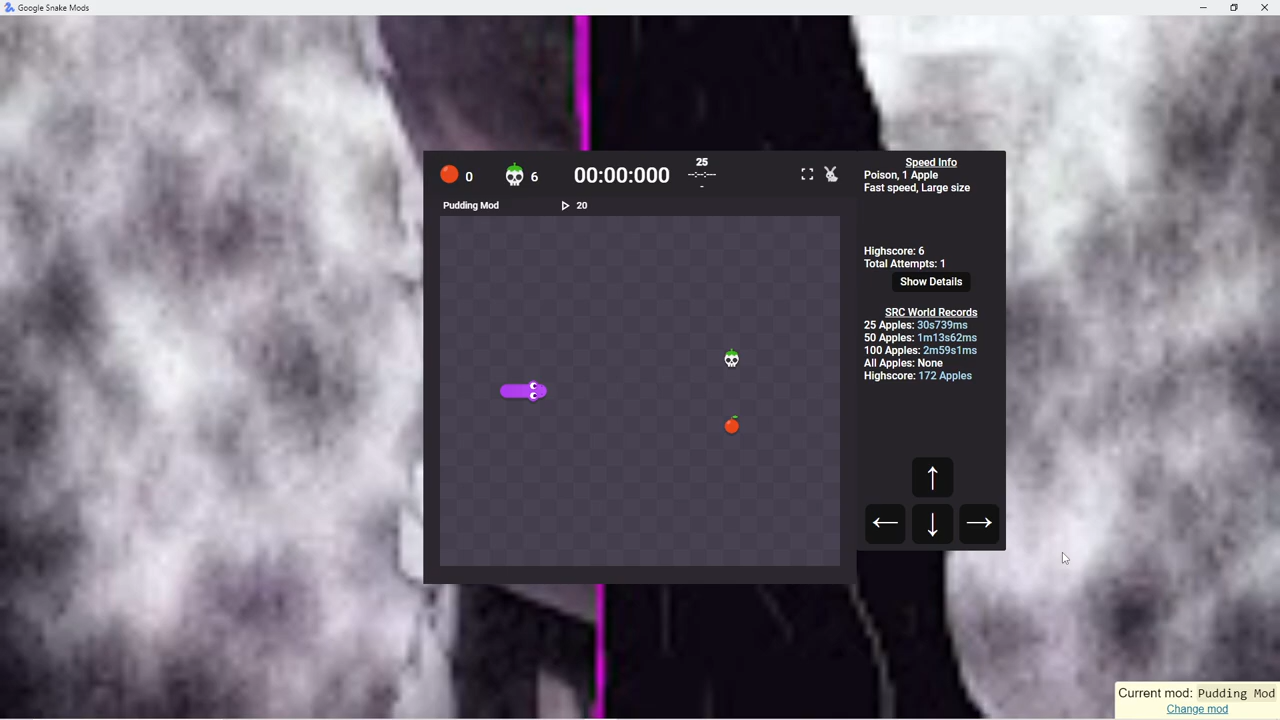 Google Snake Mods
0
6
00:00:000
25
--:--:--
-
Pudding Mod
20
Speed Info
Poison, 1 Apple
Fast speed, Large size
Highscore: 6
Total Attempts: 1
Show Details
SRC World Records
25 Apples: 30s739ms
50 Apples: 1m13s62ms
100 Apples: 2m59s1ms
All Apples: None
Highscore: 172 Apples
Current mod: Pudding Mod
Change mod